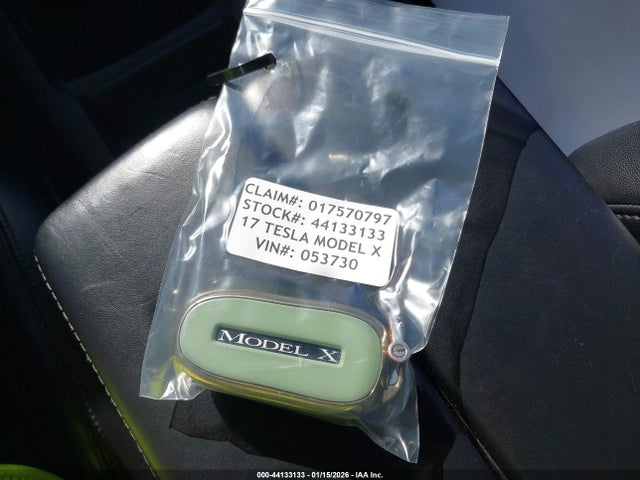 CLAIM#: 017570797
STOCK#: 44133133
17 TESLA MODEL X
VIN#: 053730
MODEL X
000-44133133 - 01/15/2026 - IAA Inc.